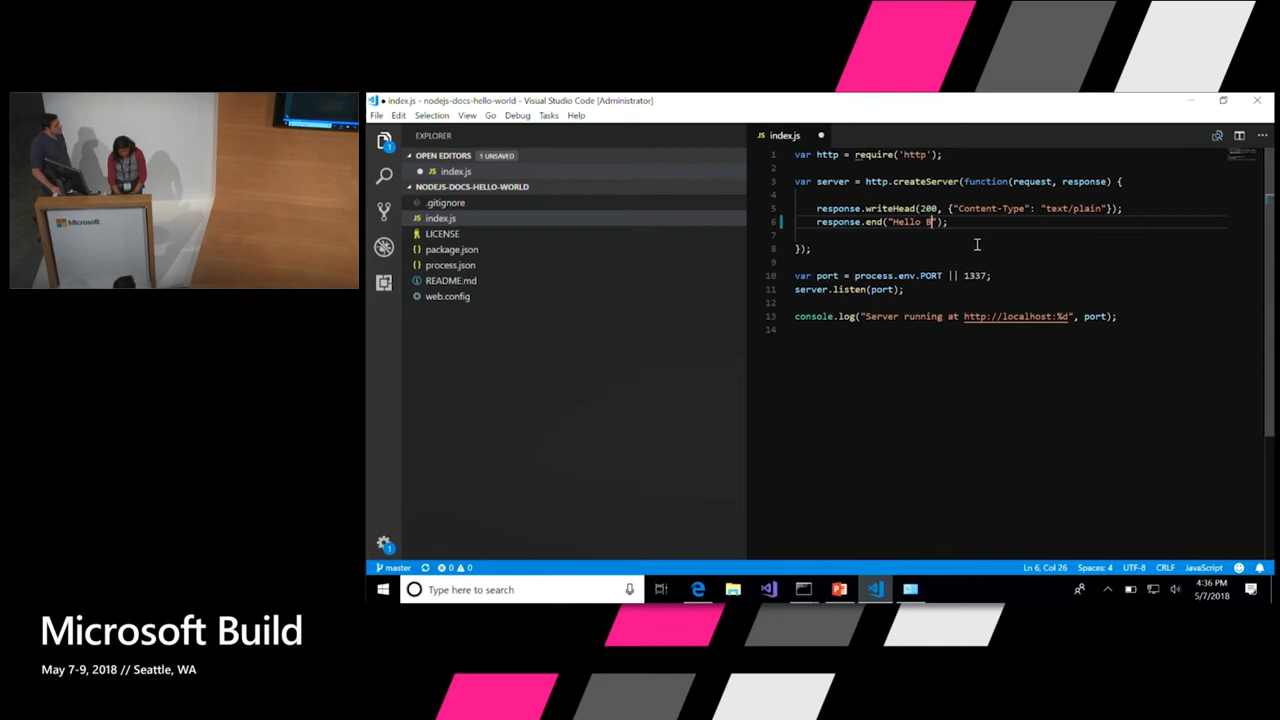 Microsoft
index.js - nodejs-docs-hello-world - Visual Studio Code [Administrator]
File Edit Selection View Go Debug Tasks Help
EXPLORER
OPEN EDITORS 1 UNSAVED
JS index.js
NODEJS-DOCS-HELLO-WORLD
.gitignore
JS index.js
LICENSE
{} package.json
{} process.json
README.md
web.config
1
1
JS index.js
1 var http = require('http');
2
3 var server = http.createServer(function(request, response) {
4
5 response.writeHead(200, {"Content-Type": "text/plain"});
6 response.end("Hello B");
7
8 });
9
10 var port = process.env.PORT || 1337;
11 server.listen(port);
12
13 console.log("Server running at http://localhost:%d", port);
14
master 0 0 Ln 6, Col 26 Spaces: 4 UTF-8 CRLF JavaScript
Type here to search
4:36 PM
5/7/2018
Microsoft Build
May 7-9, 2018 // Seattle, WA